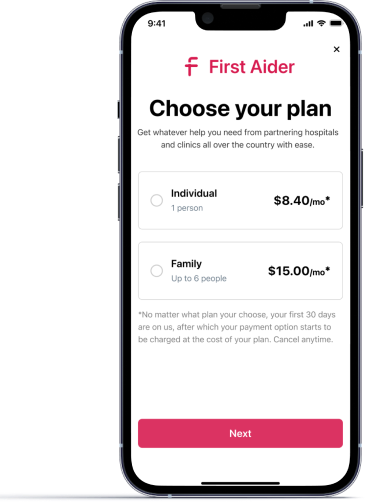 9:41
First Aider
Choose your plan
Get whatever help you need from partnering hospitals
and clinics all over the country with ease.
Individual
1 person
$8.40/mo*
Family
Up to 6 people
$15.00/mo*
*No matter what plan your choose, your first 30 days
are on us, after which your payment option starts to
be charged at the cost of your plan. Cancel anytime.
Next